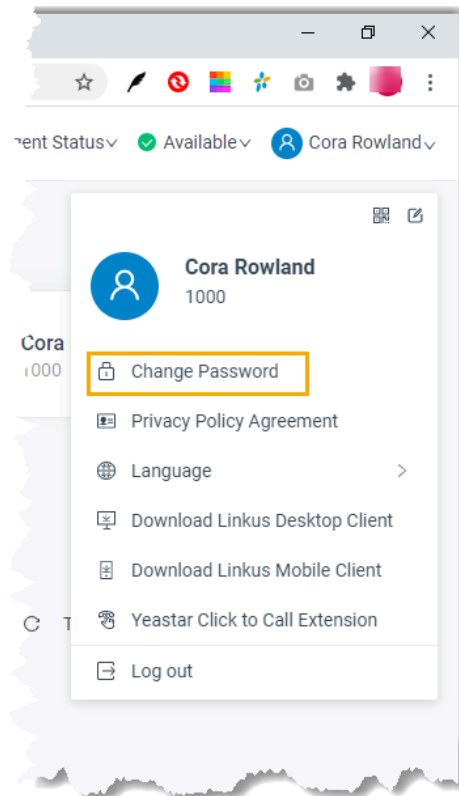 ent Status
Available
Cora Rowland
Cora Rowland
1000
Cora
1000
Change Password
Privacy Policy Agreement
Language
Download Linkus Desktop Client
Download Linkus Mobile Client
T
Yeastar Click to Call Extension
Log out